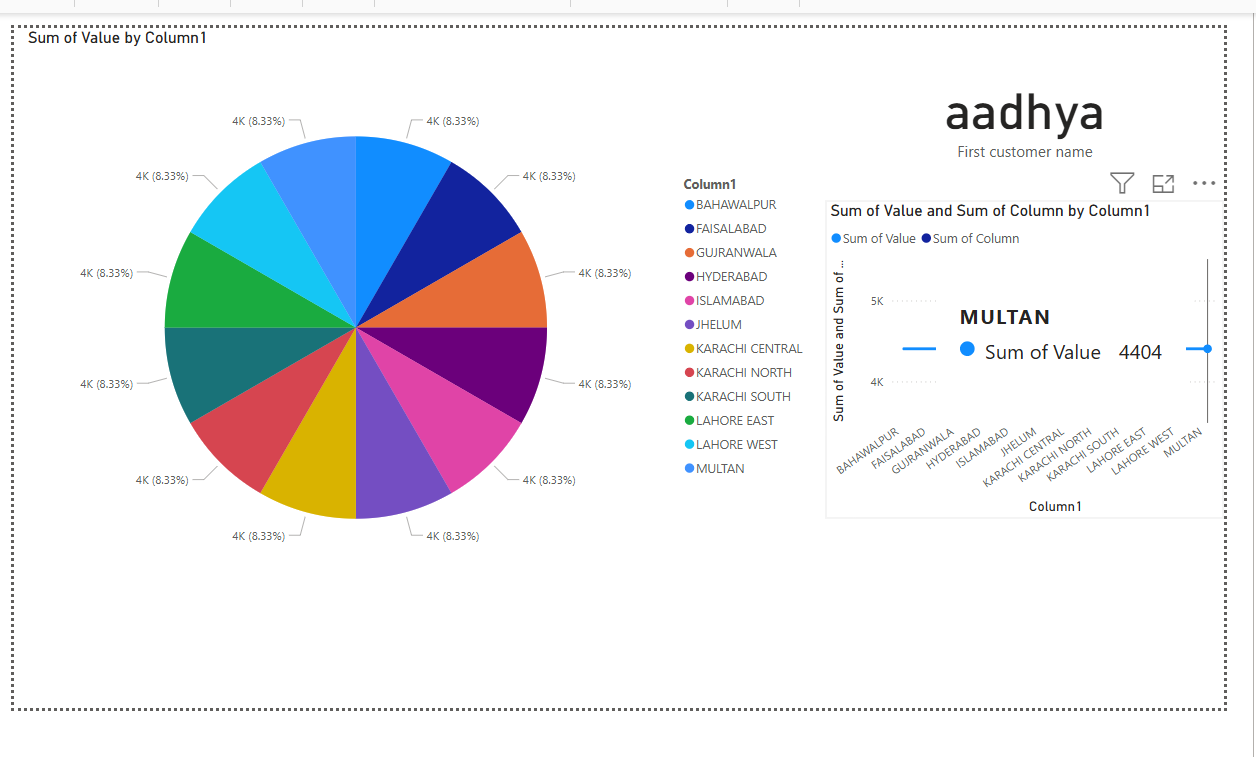 Sum of Value by Column1
4K (8.33%)
4K (8.33%)
4K (8.33%)
4K (8.33%)
4K (8.33%)
4K (8.33%)
4K (8.33%)
4K (8.33%)
4K (8.33%)
4K (8.33%)
4K (8.33%)
4K (8.33%)
Column1
BAHAWALPUR
FAISALABAD
GUJRANWALA
HYDERABAD
ISLAMABAD
JHELUM
KARACHI CENTRAL
KARACHI NORTH
KARACHI SOUTH
LAHORE EAST
LAHORE WEST
MULTAN
aadhya
First customer name
Sum of Value and Sum of Column by Column1
Sum of Value Sum of Column
Sum of Value and Sum of ...
5K
4K
MULTAN
Sum of Value 4404
BAHAWALPUR
FAISALABAD
GUJRANWALA
HYDERABAD
ISLAMABAD
JHELUM
KARACHI CENTRAL
KARACHI NORTH
KARACHI SOUTH
LAHORE EAST
LAHORE WEST
MULTAN
Column1